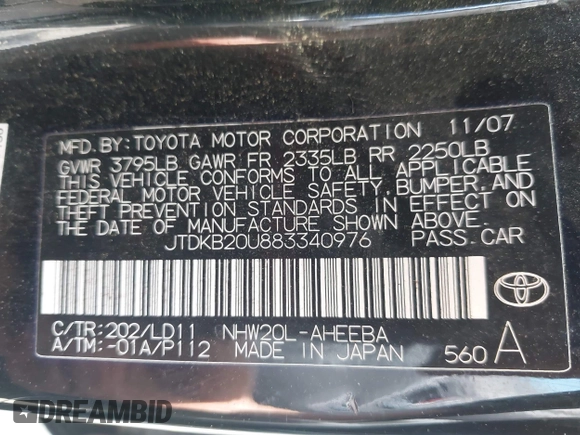 MFD. BY: TOYOTA MOTOR CORPORATION 11/07
GVWR 3795LB GAWR FR 2335LB RR 2250LB
THIS VEHICLE CONFORMS TO ALL APPLICABLE
FEDERAL MOTOR VEHICLE SAFETY, BUMPER, AND
THEFT PREVENTION STANDARDS IN EFFECT ON
THE DATE OF MANUFACTURE SHOWN ABOVE.
JTDKB20U883340976 PASS. CAR
C/TR: 202/LD11 NHW20L-AHEEBA
A/TM: -01A/P112 MADE IN JAPAN 560 A
DREAMBID